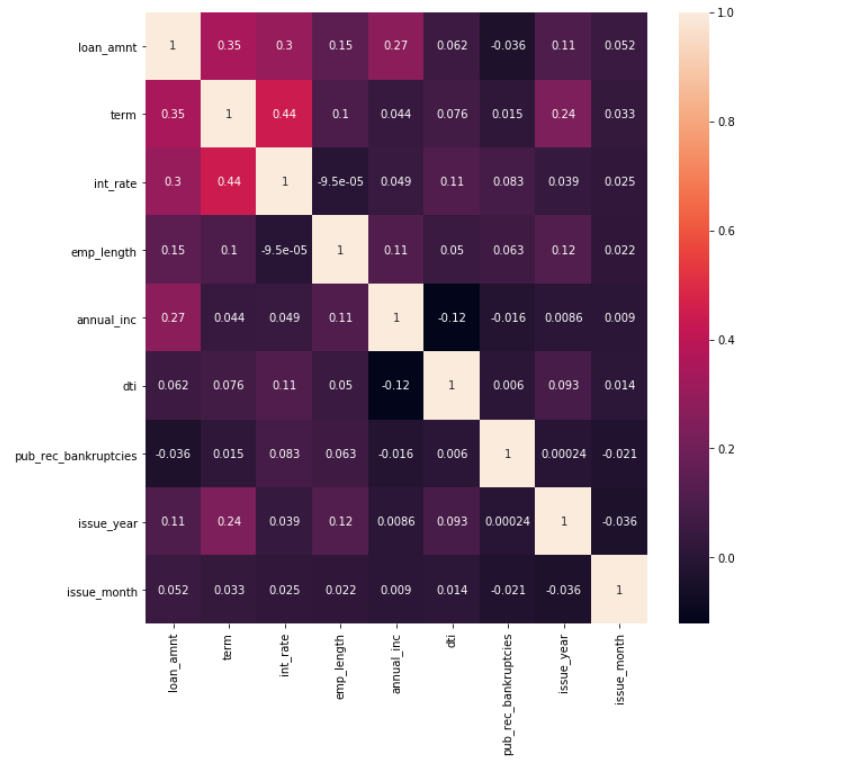 loan_amnt 1 0.35 0.3 0.15 0.27 0.062 -0.036 0.11 0.052
term 0.35 1 0.44 0.1 0.044 0.076 0.015 0.24 0.033
int_rate 0.3 0.44 1 -9.5e-05 0.049 0.11 0.083 0.039 0.025
emp_length 0.15 0.1 -9.5e-05 1 0.11 0.05 0.063 0.12 0.022
annual_inc 0.27 0.044 0.049 0.11 1 -0.12 -0.016 0.0086 0.009
dti 0.062 0.076 0.11 0.05 -0.12 1 0.006 0.093 0.014
pub_rec_bankruptcies -0.036 0.015 0.083 0.063 -0.016 0.006 1 0.00024 -0.021
issue_year 0.11 0.24 0.039 0.12 0.0086 0.093 0.00024 1 -0.036
issue_month 0.052 0.033 0.025 0.022 0.009 0.014 -0.021 -0.036 1
loan_amnt
term
int_rate
emp_length
annual_inc
dti
pub_rec_bankruptcies
issue_year
issue_month
1.0
0.8
0.6
0.4
0.2
0.0